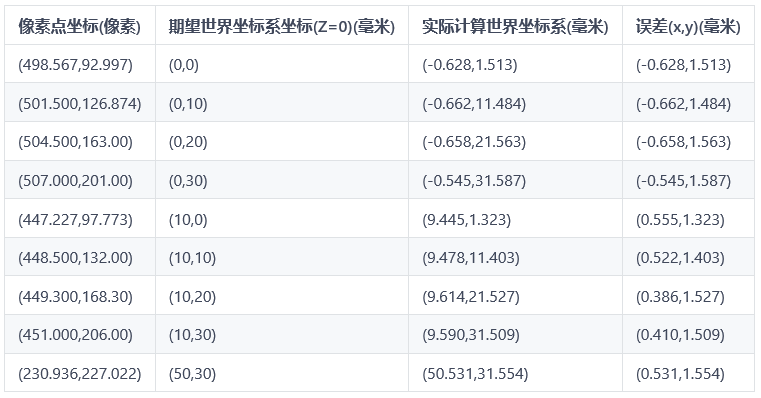 像素点坐标(像素) 期望世界坐标系坐标(Z=0)(毫米) 实际计算世界坐标系(毫米) 误差(x,y)(毫米)
(498.567,92.997) (0,0) (-0.628,1.513) (-0.628,1.513)
(501.500,126.874) (0,10) (-0.662,11.484) (-0.662,1.484)
(504.500,163.00) (0,20) (-0.658,21.563) (-0.658,1.563)
(507.000,201.00) (0,30) (-0.545,31.587) (-0.545,1.587)
(447.227,97.773) (10,0) (9.445,1.323) (0.555,1.323)
(448.500,132.00) (10,10) (9.478,11.403) (0.522,1.403)
(449.300,168.30) (10,20) (9.614,21.527) (0.386,1.527)
(451.000,206.00) (10,30) (9.590,31.509) (0.410,1.509)
(230.936,227.022) (50,30) (50.531,31.554) (0.531,1.554)